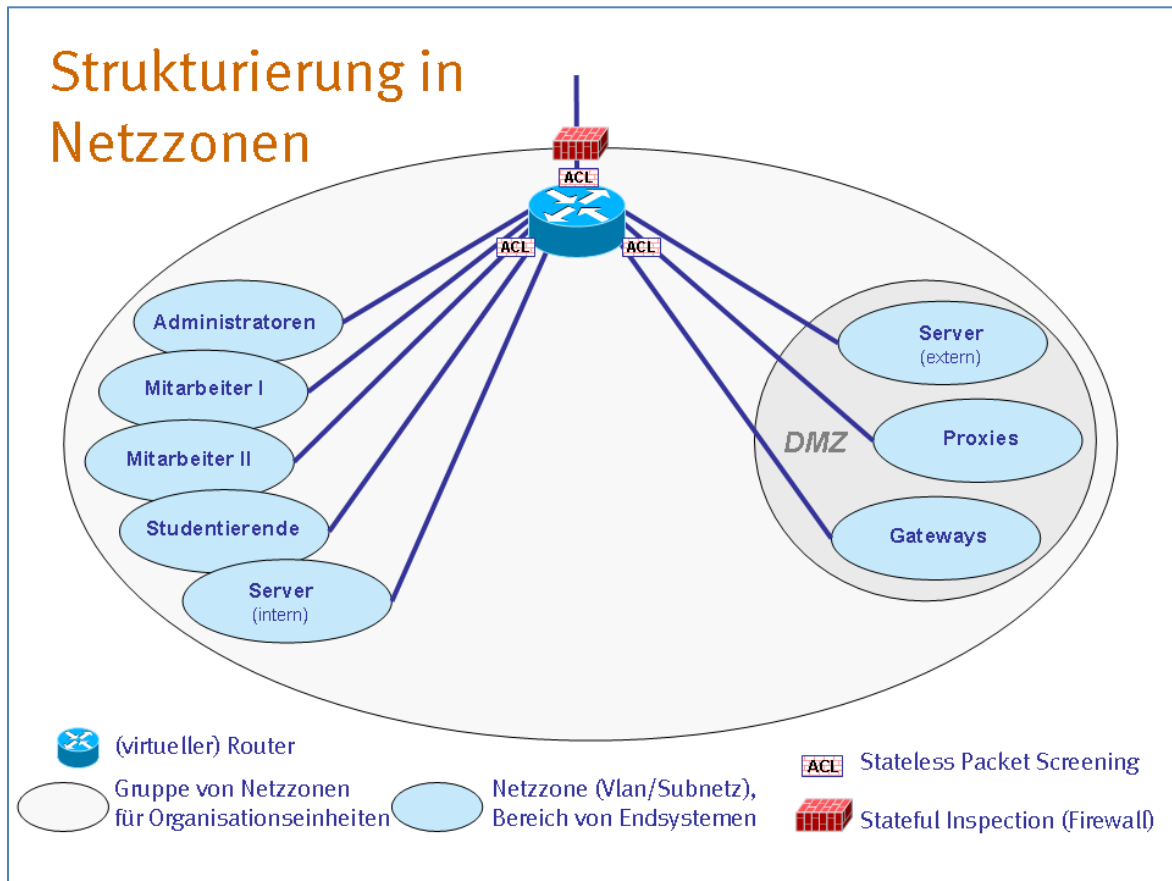 Strukturierung in
Netzzonen
ACL
ACL
ACL
Administratoren
Mitarbeiter I
Mitarbeiter II
Studentierende
Server
(intern)
Server
(extern)
DMZ
Proxies
Gateways
(virtueller) Router
Gruppe von Netzzonen
für Organisationseinheiten
Netzzone (Vlan/Subnetz),
Bereich von Endsystemen
ACL
Stateless Packet Screening
Stateful Inspection (Firewall)